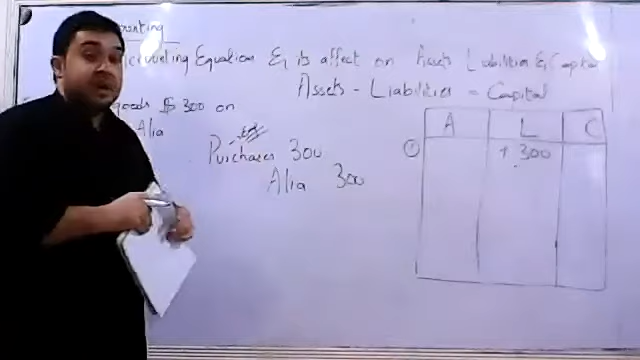 Accounting Equation & its affect on Assets Liabilities & Capital
Assets - Liabilities = Capital
goods $ 300 on
Alia
Purchases 300
Alia 300
A L C
① + 300